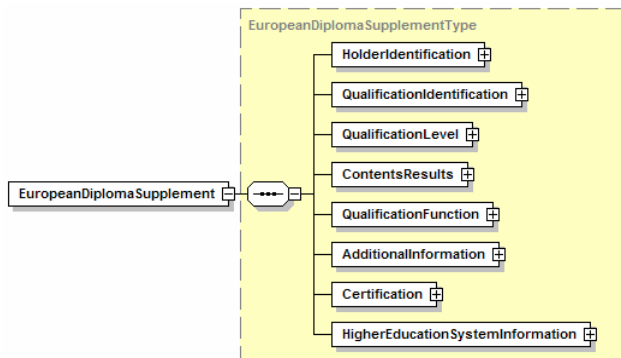 EuropeanDiplomaSupplementType
HolderIdentification
QualificationIdentification
QualificationLevel
ContentsResults
EuropeanDiplomaSupplement
QualificationFunction
AdditionalInformation
Certification
HigherEducationSystemInformation